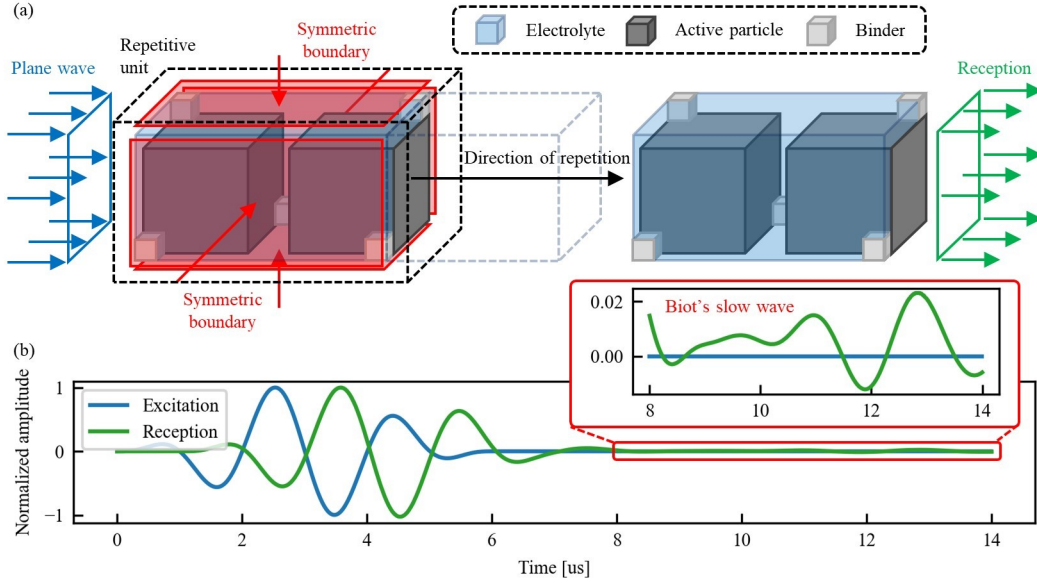 (a)
Repetitive
unit
Symmetric
boundary
Electrolyte
Active particle
Binder
Plane wave
Reception
Direction of repetition
Symmetric
boundary
(b)
Biot's slow wave
0.02
0.00
8
10
12
14
Normalized amplitude
1
0
−1
Excitation
Reception
0
2
4
6
8
10
12
14
Time [us]